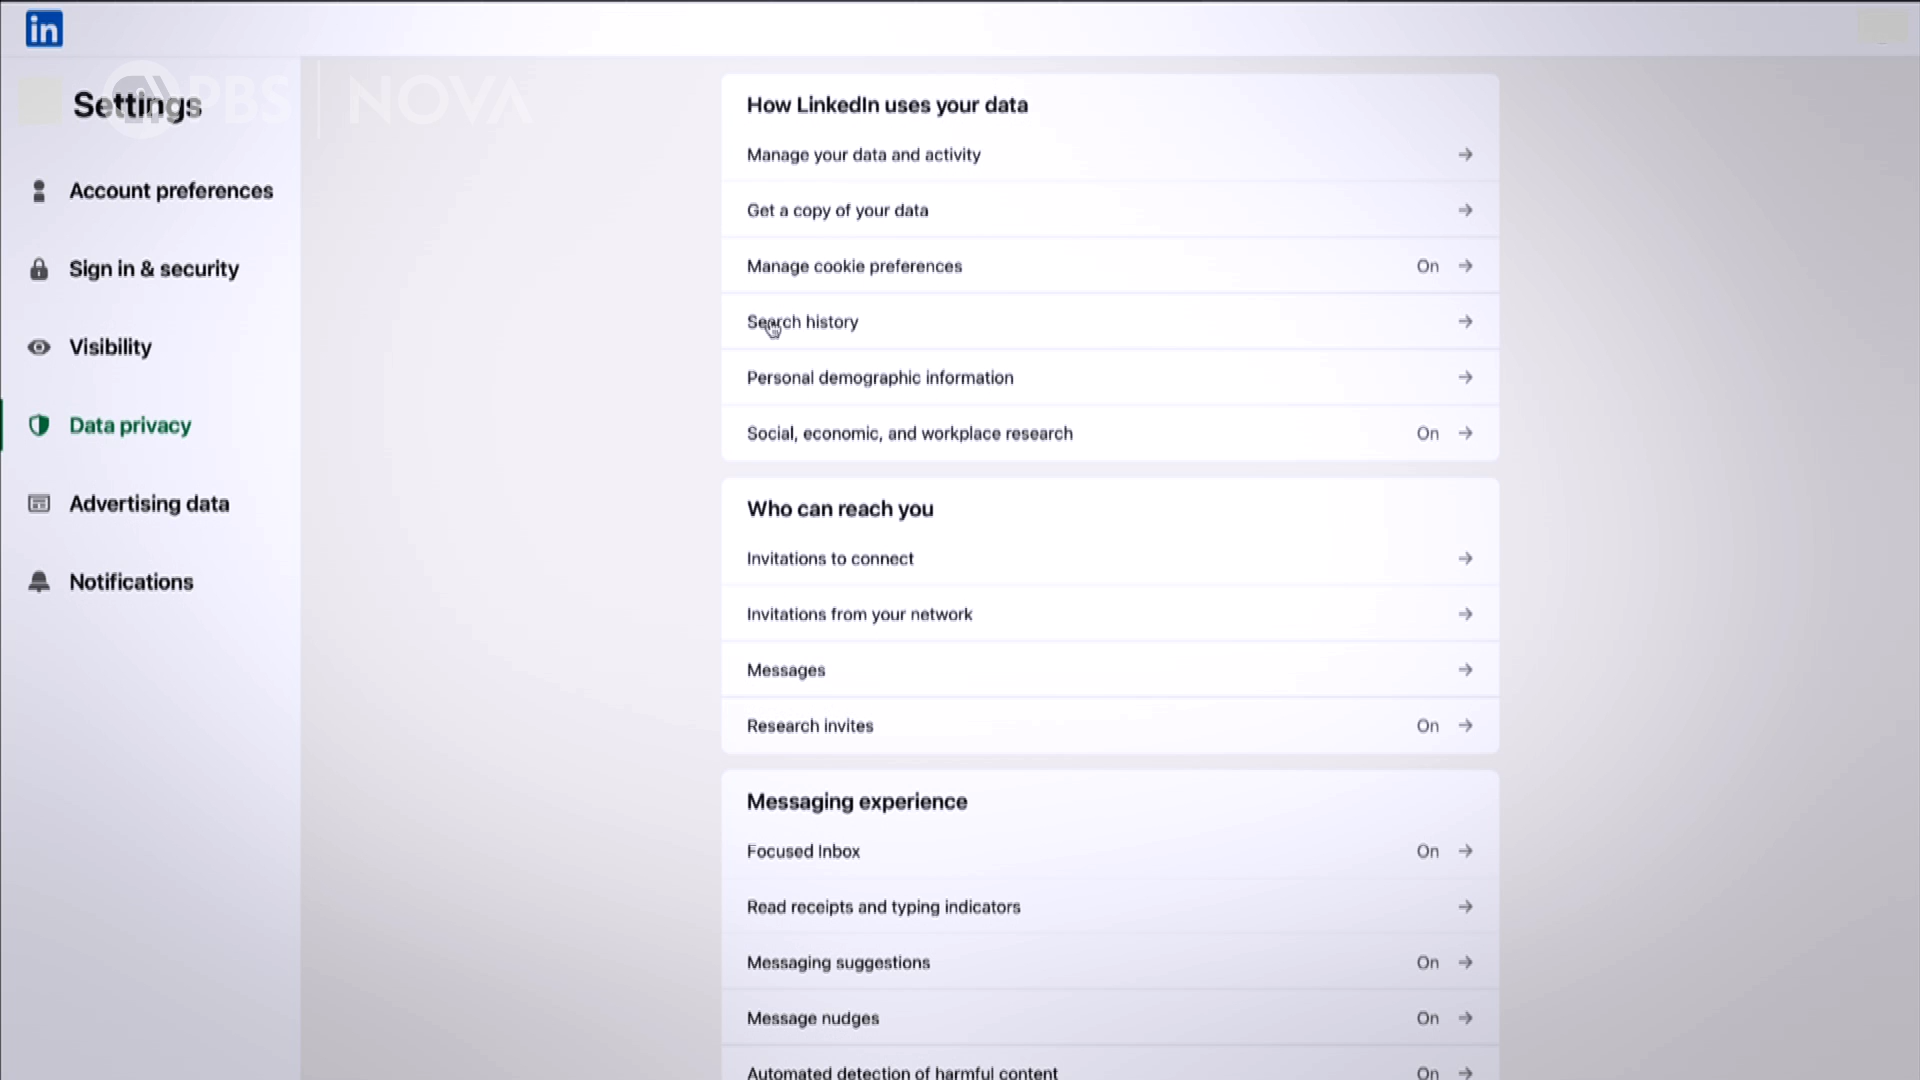 in
PBS | NOVA
Settings
Account preferences
Sign in & security
Visibility
Data privacy
Advertising data
Notifications
How LinkedIn uses your data
Manage your data and activity
Get a copy of your data
Manage cookie preferences On
Search history
Personal demographic information
Social, economic, and workplace research On
Who can reach you
Invitations to connect
Invitations from your network
Messages
Research invites On
Messaging experience
Focused Inbox On
Read receipts and typing indicators
Messaging suggestions On
Message nudges On
Automated detection of harmful content On